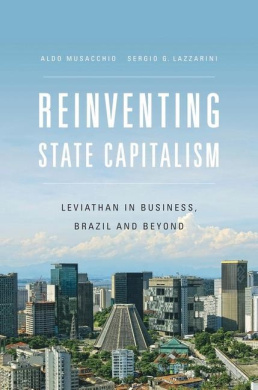 ALDO MUSACCHIO SERGIO G. LAZZARINI
REINVENTING
STATE CAPITALISM
LEVIATHAN IN BUSINESS,
BRAZIL AND BEYOND